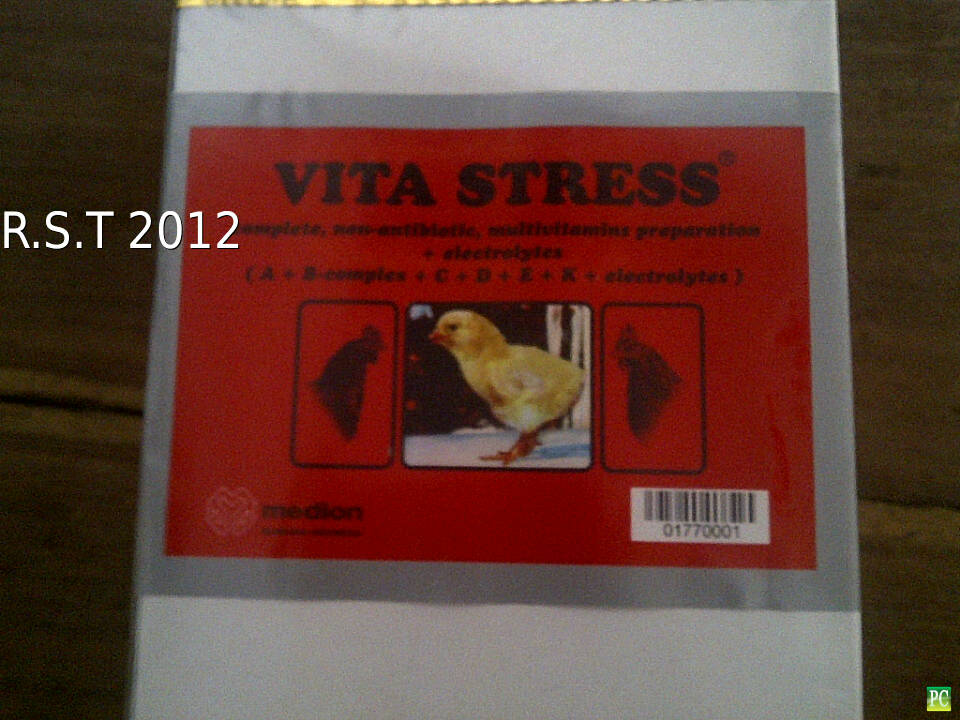 VITA STRESS®
R.S.T 2012
complete, non-antibiotic, multivitamins preparation
+ electrolytes
( A + B-complex + C + D + E + K + electrolytes )
medion
01770001
PC